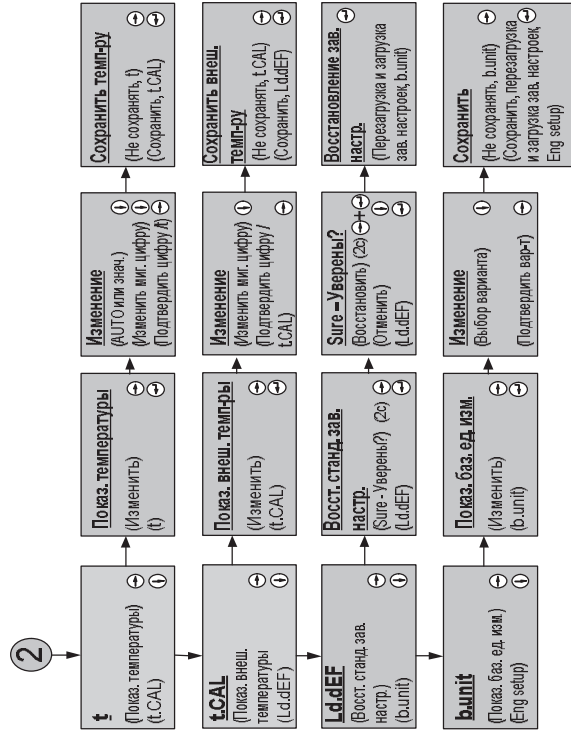 2
t
(Показ. температуры)
(t.CAL)
Показ. температуры
(Изменить)
(t)
Изменение
(AUTO или знач.)
(Изменить миг. цифру)
(Подтвердить цифру /t)
Сохранить темп-ру
(Не сохранять, t)
(Сохранить, t.CAL)
t.CAL
(Показ. внеш.
температуры
(Ld.dEF)
Показ. внеш. темп-ры
(Изменить)
(t.CAL)
Изменение
(Изменить миг. цифру)
(Подтвердить цифру /
t.CAL)
Сохранить внеш.
темп-ру
(Не сохранять, t.CAL)
(Сохранить, Ld.dEF)
Ld.dEF
(Восст. станд. зав.
настр.)
(b.unit)
Восст. станд. зав.
настр.
(Sure - Уверены?) (2c)
(Ld.dEF)
Sure – Уверены?
(Восстановить) (2c) +
(Отменить)
(Ld.dEF)
Восстановление зав.
настр.
(Перезагрузка и загрузка
зав. настроек, b.unit)
b.unit
(Показ. баз. ед. изм.)
(Eng setup)
Показ. баз. ед. изм.
(Изменить)
(b.unit)
Изменение
(Выбор варианта)
(Подтвердить вар-т)
Сохранить
(Не сохранять, b.unit)
(Сохранить, перезагрузка
и загрузка зав. настроек,
Eng setup